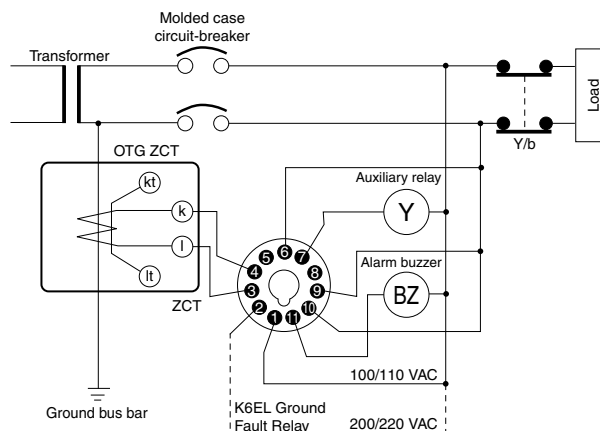 Molded case
circuit-breaker
Transformer
Load
Y/b
OTG ZCT
kt
k
l
lt
ZCT
Auxiliary relay
Y
Alarm buzzer
BZ
6
5
7
4
8
3
9
2
10
1
11
100/110 VAC
K6EL Ground
Fault Relay
200/220 VAC
Ground bus bar